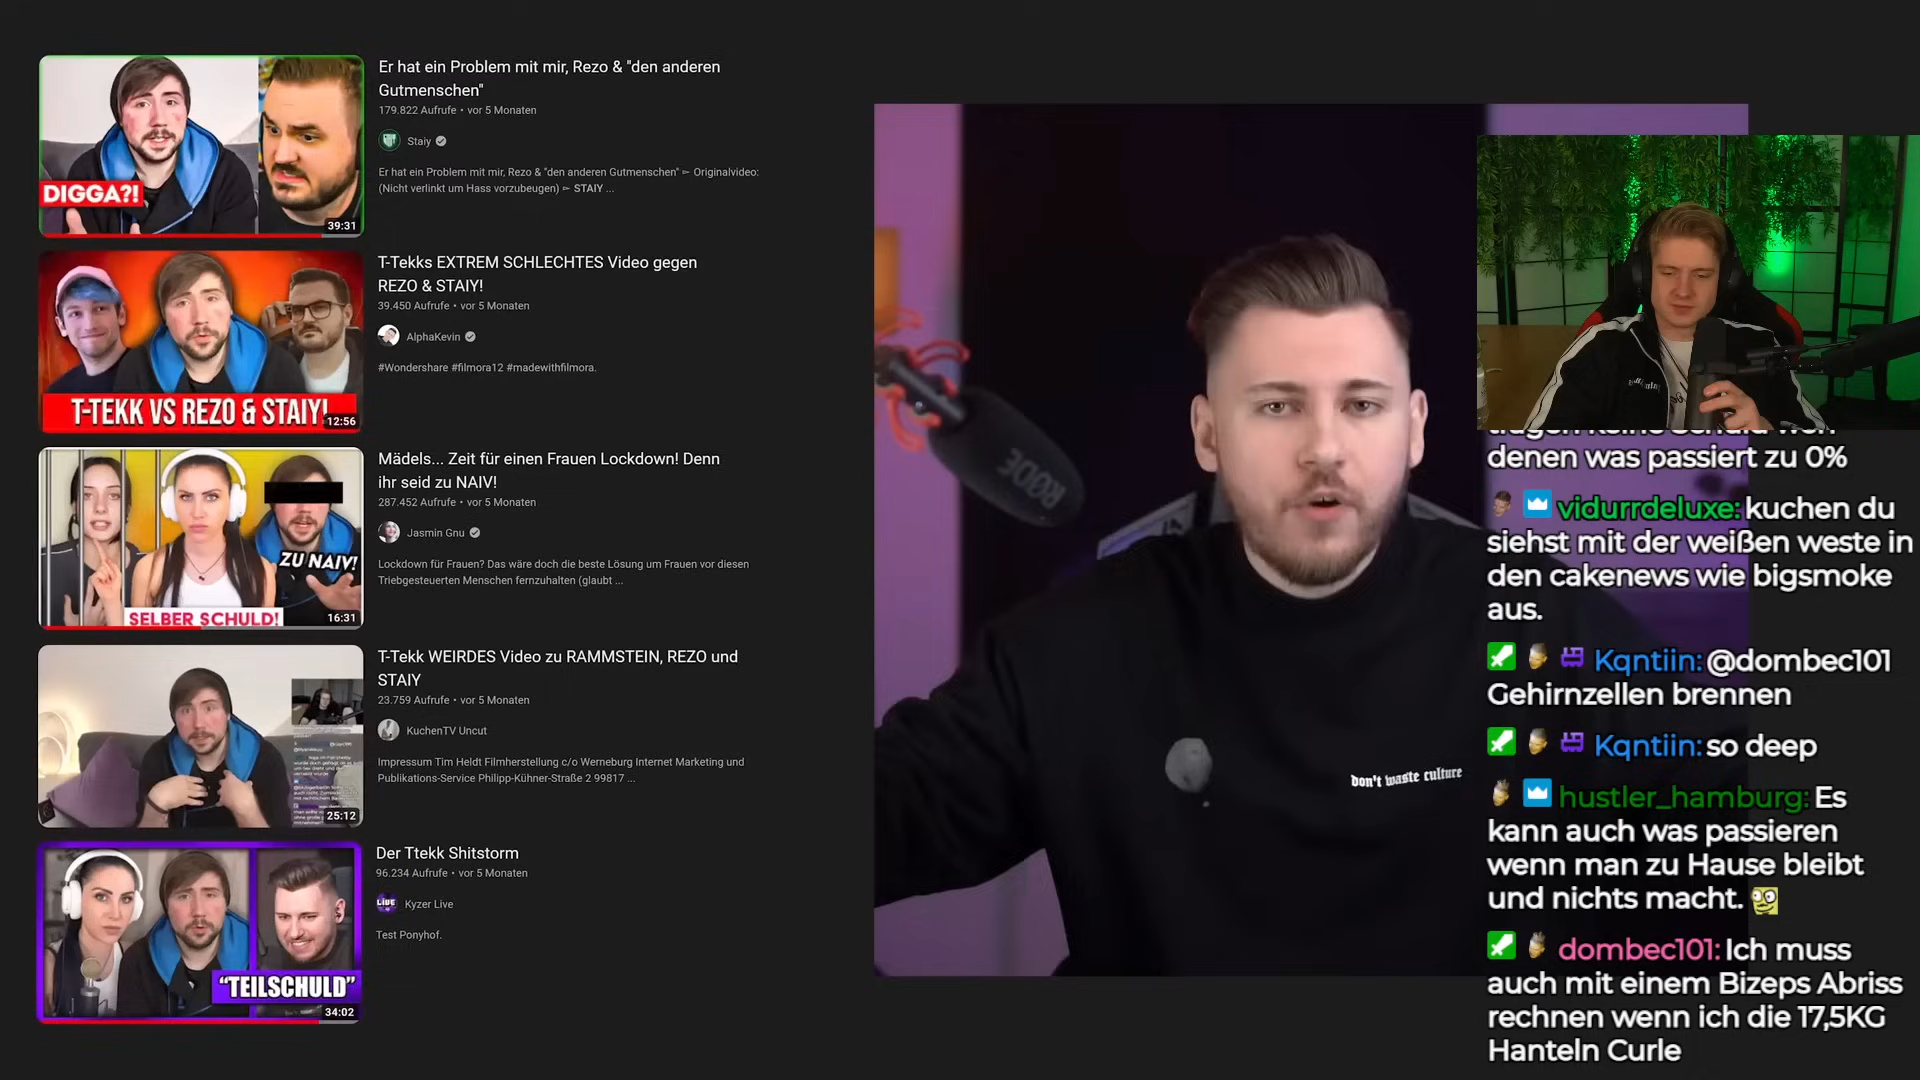 Er hat ein Problem mit mir, Rezo & "den anderen
Gutmenschen"
179.822 Aufrufe • vor 5 Monaten
Staiy
Er hat ein Problem mit mir, Rezo & "den anderen Gutmenschen" ► Originalvideo:
(Nicht verlinkt um Hass vorzubeugen) ► STAIY ...
DIGGA?!
39:31
T-Tekks EXTREM SCHLECHTES Video gegen
REZO & STAIY!
39.450 Aufrufe • vor 5 Monaten
AlphaKevin
#Wondershare #filmora12 #madewithfilmora.
T-TEKK VS REZO & STAIY!
12:56
Mädels... Zeit für einen Frauen Lockdown! Denn
ihr seid zu NAIV!
287.452 Aufrufe • vor 5 Monaten
Jasmin Gnu
Lockdown für Frauen? Das wäre doch die beste Lösung um Frauen vor diesen
Triebgesteuerten Menschen fernzuhalten (glaubt ...
ZU NAIV!
SELBER SCHULD!
16:31
T-Tekk WEIRDES Video zu RAMMSTEIN, REZO und
STAIY
23.759 Aufrufe • vor 5 Monaten
KuchenTV Uncut
Impressum Tim Heldt Filmherstellung c/o Werneburg Internet Marketing und
Publikations-Service Philipp-Kühner-Straße 2 99817 ...
25:12
Der Ttekk Shitstorm
96.234 Aufrufe • vor 5 Monaten
LIVE
Kyzer Live
Test Ponyhof.
"TEILSCHULD"
34:02
RØDE
don't waste culture
denen was passiert zu 0%
vidurrdeluxe: kuchen du
siehst mit der weißen weste in
den cakenews wie bigsmoke
aus.
Kqntiin: @dombec101
Gehirnzellen brennen
Kqntiin: so deep
hustler_hamburg: Es
kann auch was passieren
wenn man zu Hause bleibt
und nichts macht.
dombec101: Ich muss
auch mit einem Bizeps Abriss
rechnen wenn ich die 17,5KG
Hanteln Curle